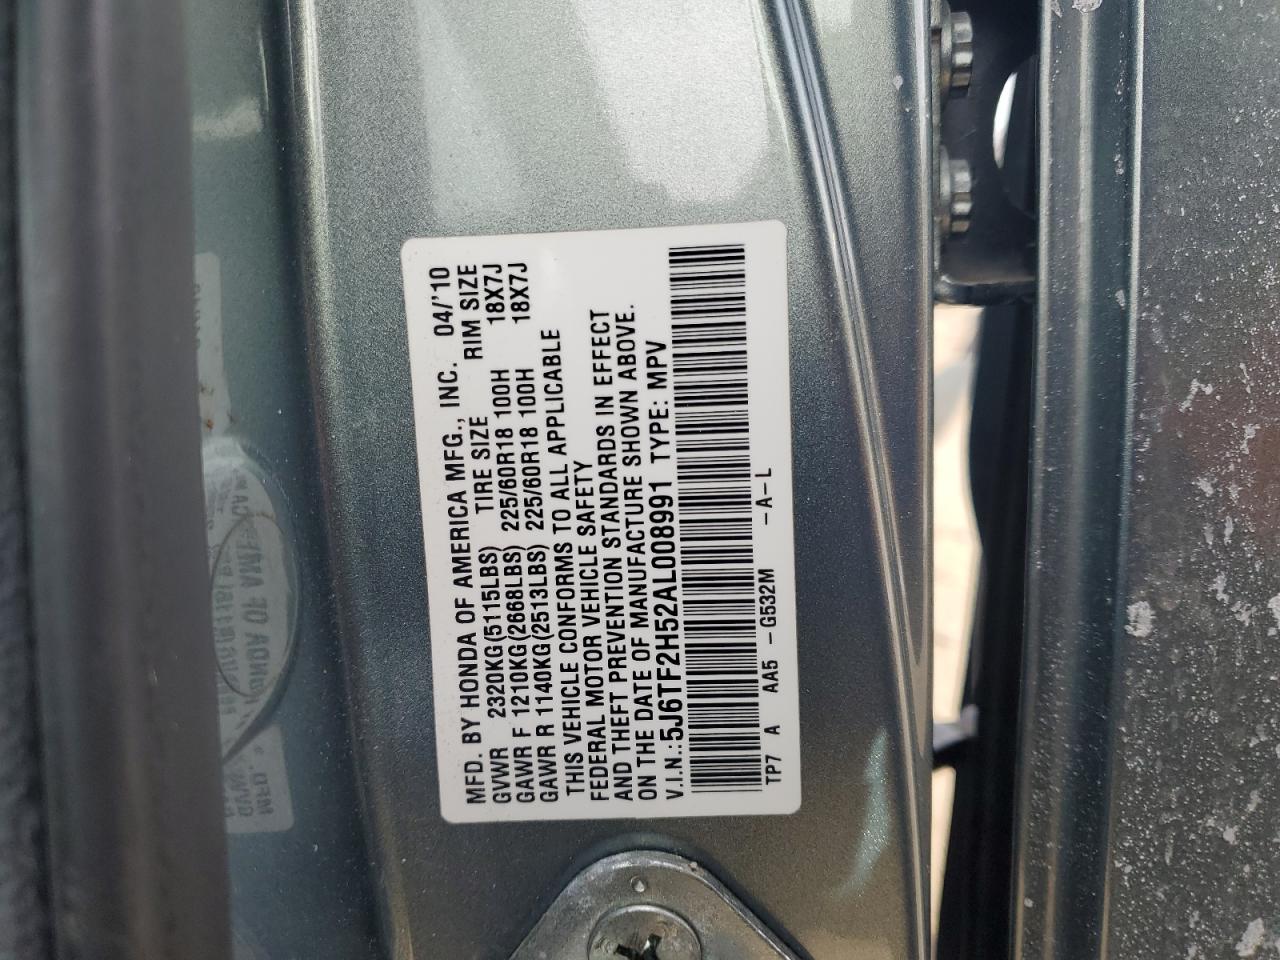 MFD. BY HONDA OF AMERICA MFG., INC. 04/'10
GVWR 2320KG(5115LBS) TIRE SIZE RIM SIZE
GAWR F 1210KG(2668LBS) 225/60R18 100H 18X7J
GAWR R 1140KG(2513LBS) 225/60R18 100H 18X7J
THIS VEHICLE CONFORMS TO ALL APPLICABLE
FEDERAL MOTOR VEHICLE SAFETY
AND THEFT PREVENTION STANDARDS IN EFFECT
ON THE DATE OF MANUFACTURE SHOWN ABOVE.
V.I.N.:5J6TF2H52AL008991 TYPE: MPV
TP7 A AA5 -G532M -A-L